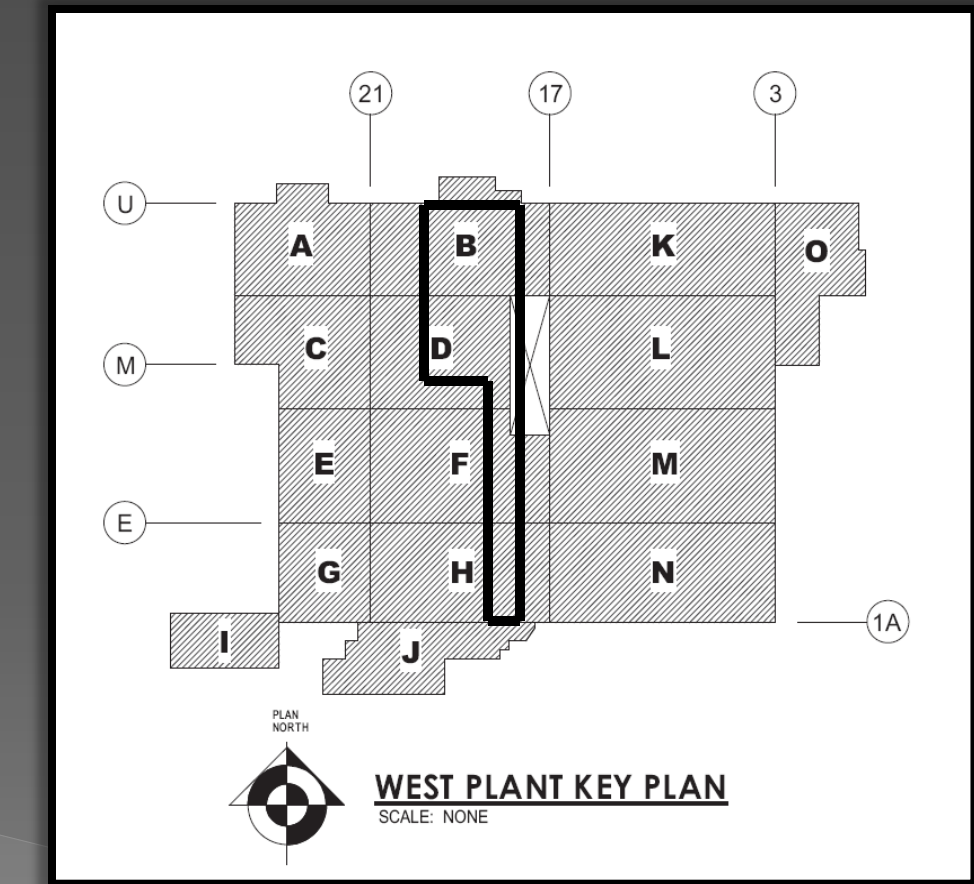 21 17 3
U
A B K O
C D L
M
E F M
E
G H N
I J 1A
PLAN
NORTH
WEST PLANT KEY PLAN
SCALE: NONE